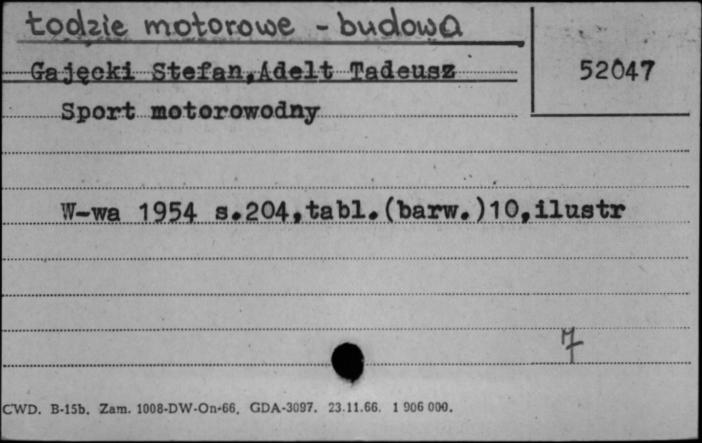 Łodzie motorowe - budowa
Gajęcki Stefan,Adelt Tadeusz
52047
Sport motorowodny
W-wa 1954 s.204,tabl.(barw.)10,ilustr
CWD. B-15b. Zam. 1008-DW-On-66. GDA-3097. 23.11.66. 1 906 000.